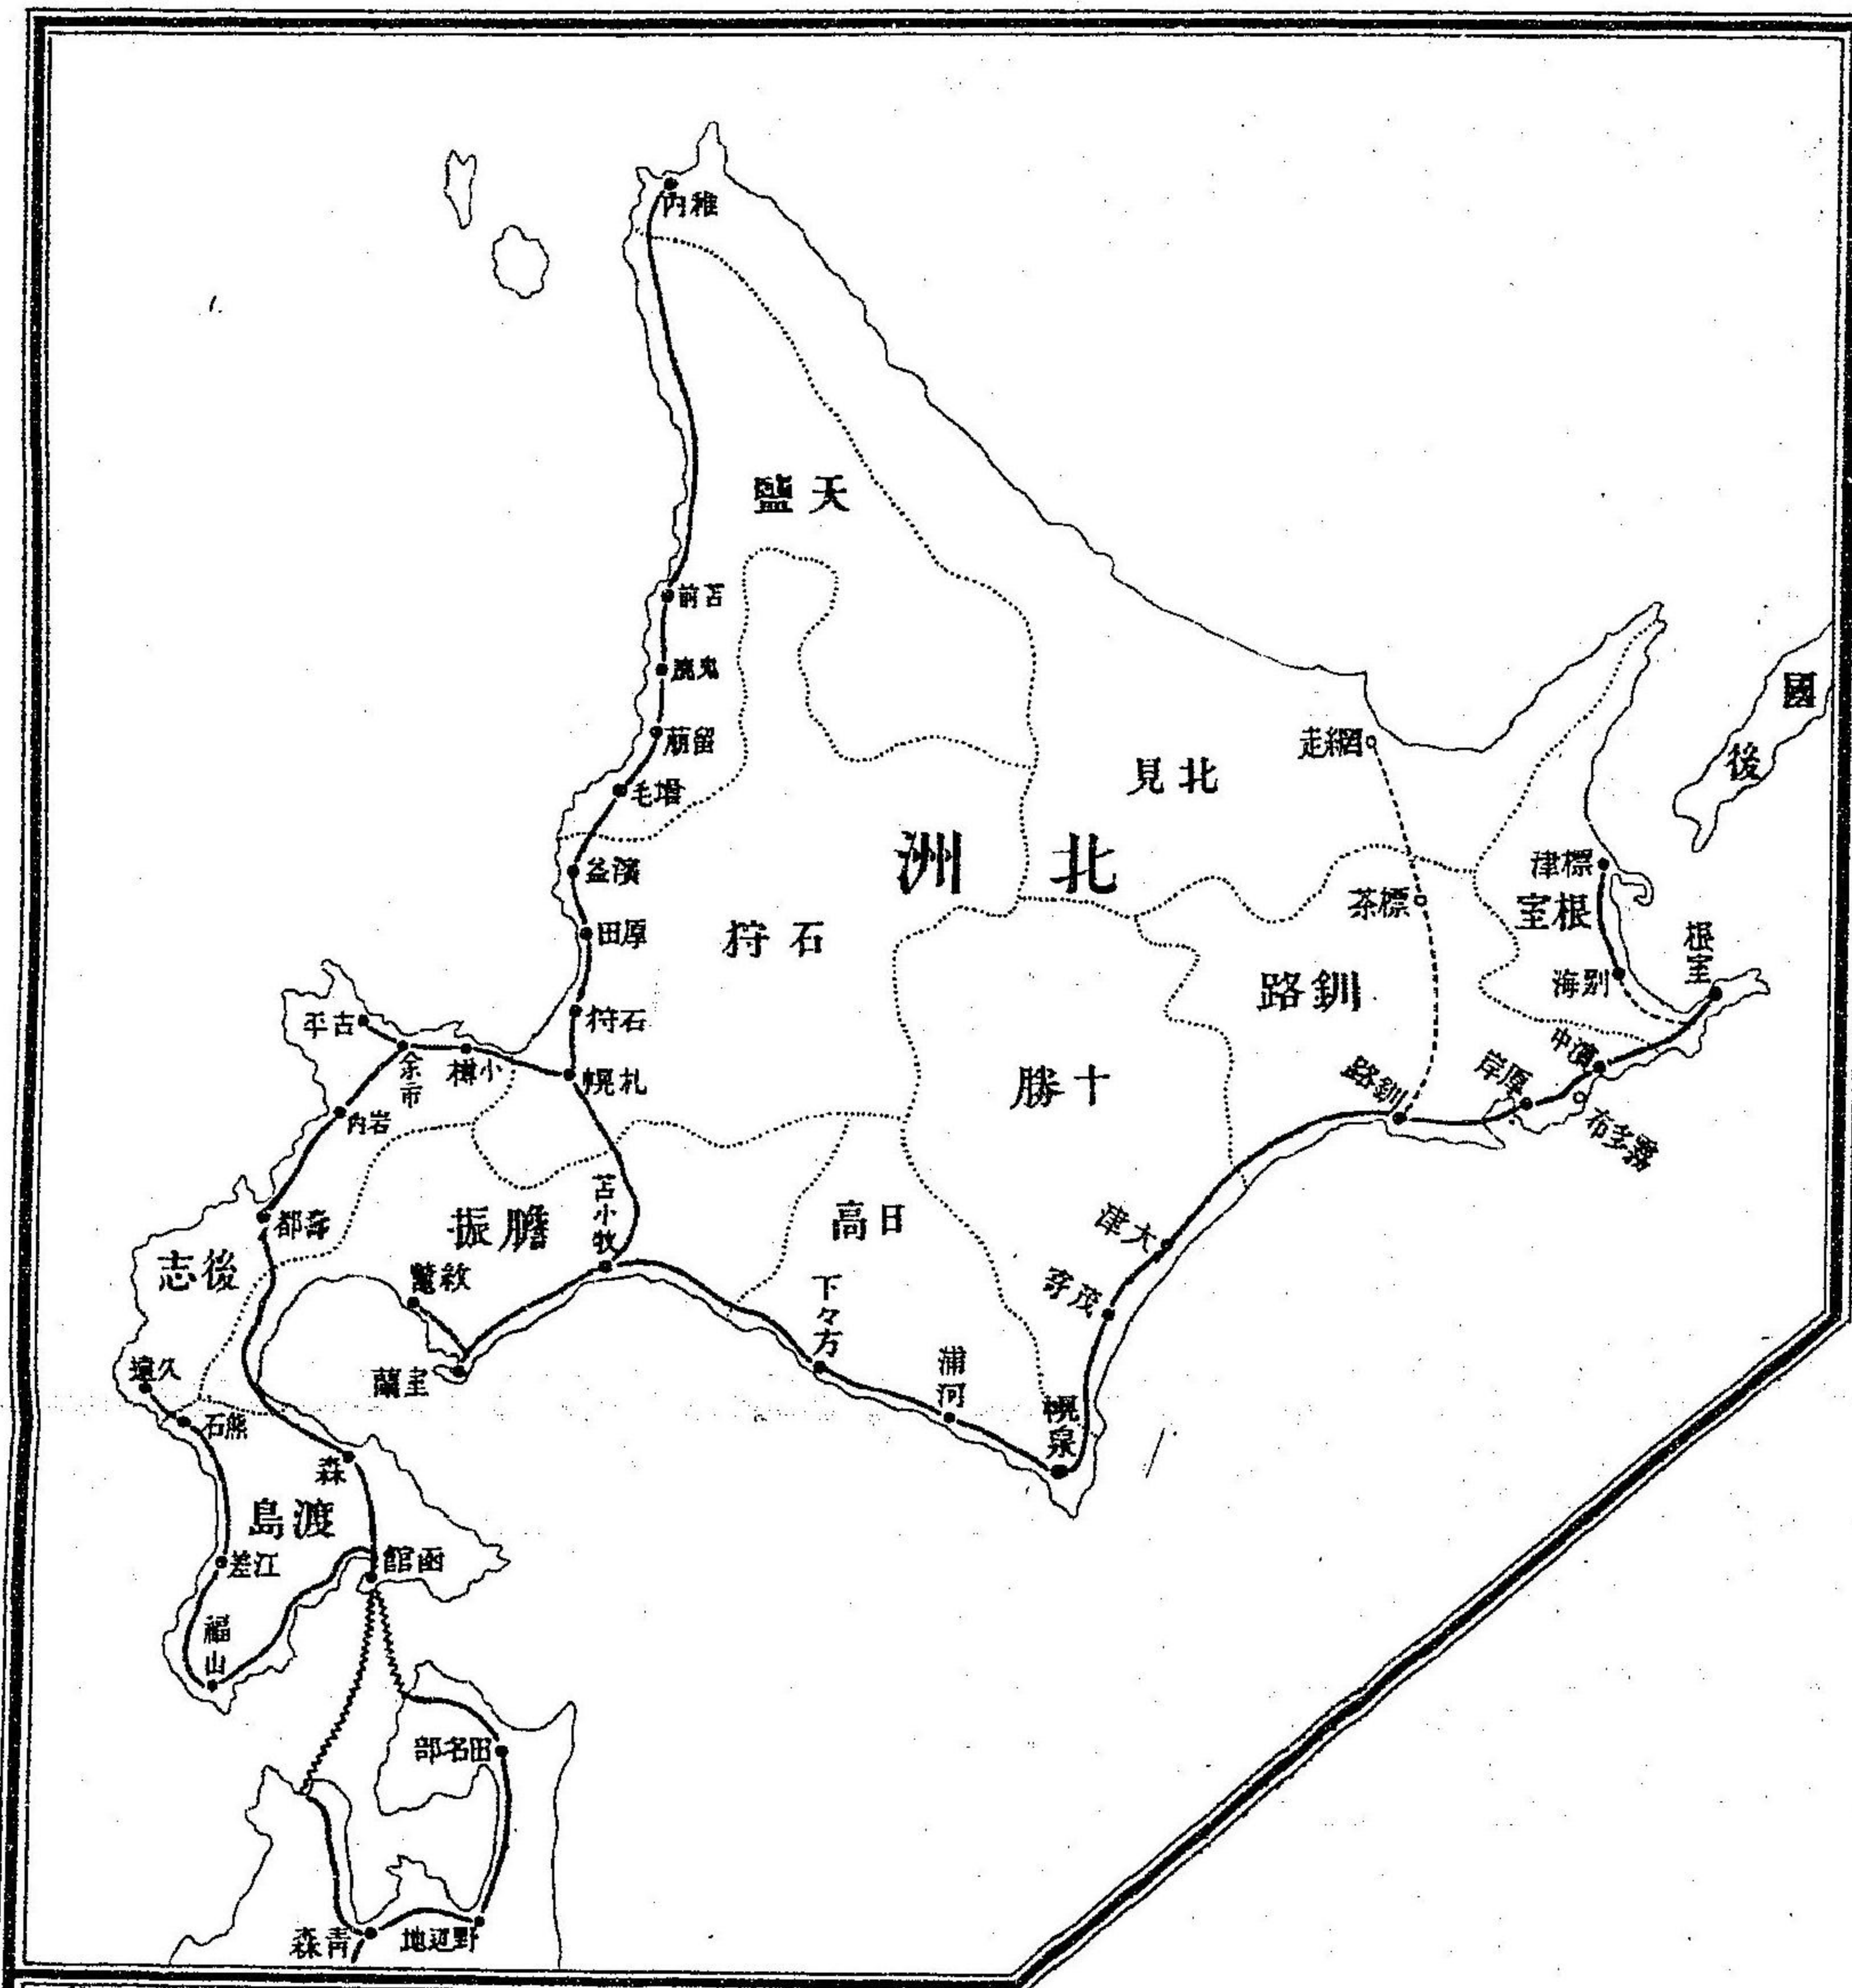 稚内
天鹽
苫前
鬼鹿
留萠
増毛
國後
網走
北見
北洲
濱益
厚田
石狩
石狩
標津
根室
標茶
根室
別海
釧路
釧路
濱中
厚岸
霧多布
古平
余市
小樽
札幌
岩内
十勝
壽都
膽振
苫小牧
日高
大津
茂寄
後志
紋鼈
下々方
浦河
幌泉
室蘭
久遠
熊石
森
渡島
江差
函館
福山
田名部
青森
野辺地